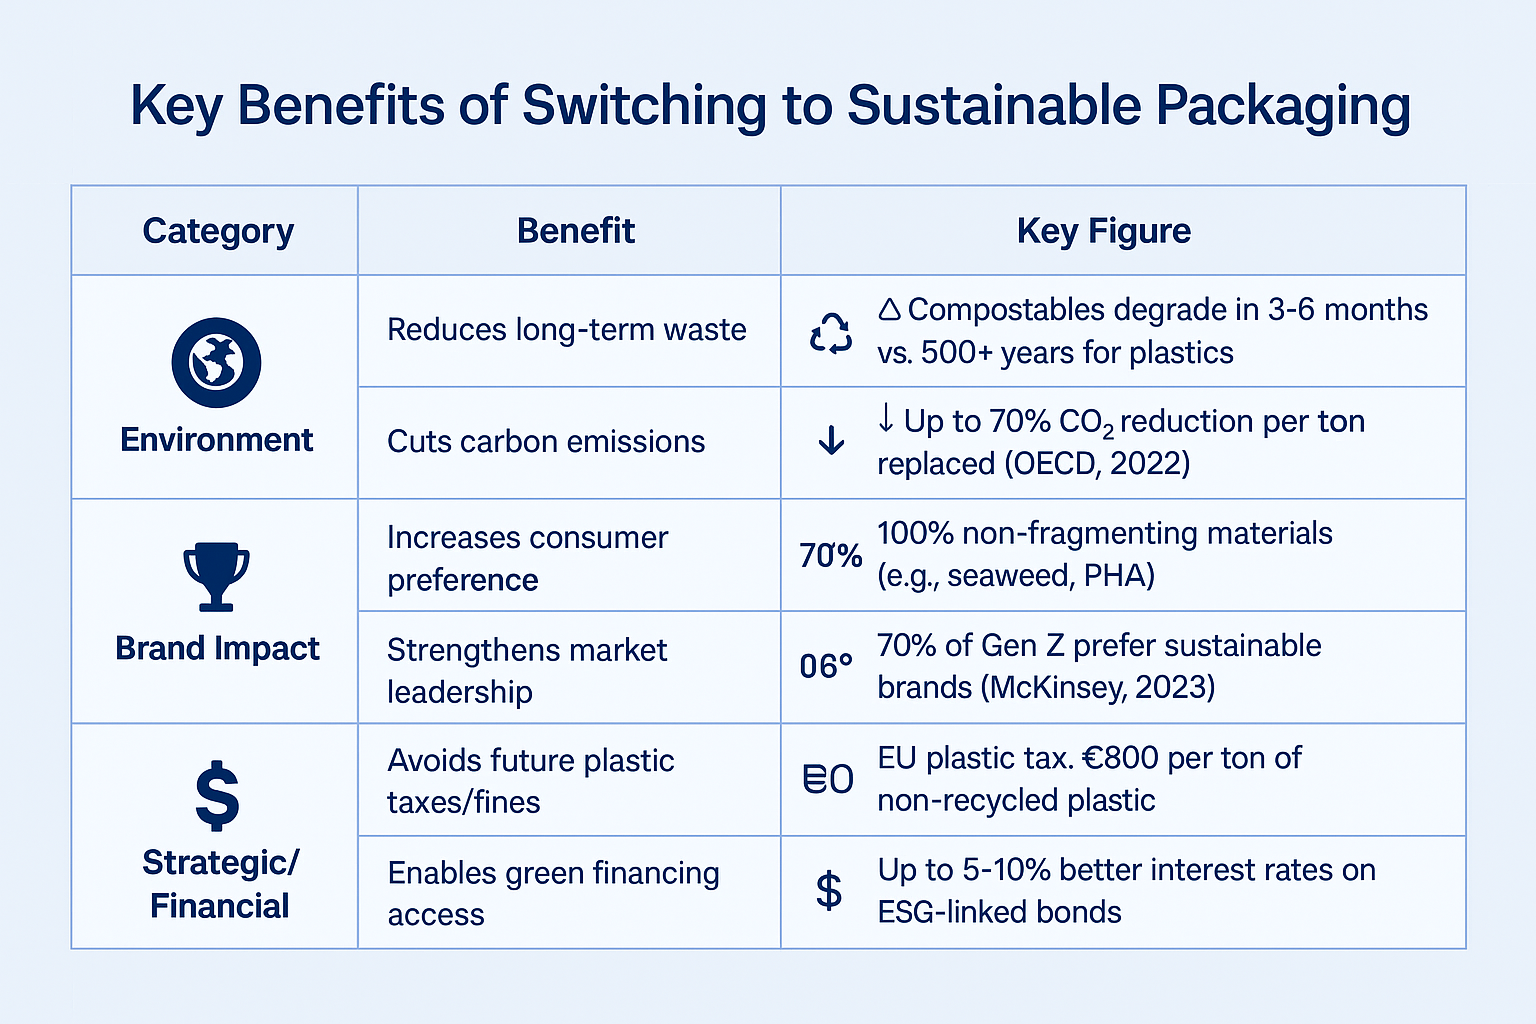 Key Benefits of Switching to Sustainable Packaging
Category
Benefit
Key Figure
Environment
Reduces long-term waste
△ Compostables degrade in 3-6 months
vs. 500+ years for plastics
Cuts carbon emissions
↓ Up to 70% CO₂ reduction per ton
replaced (OECD, 2022)
Brand Impact
Increases consumer
preference
70%
100% non-fragmenting materials
(e.g., seaweed, PHA)
Strengthens market
leadership
06°
70% of Gen Z prefer sustainable
brands (McKinsey, 2023)
$
Strategic/
Financial
Avoids future plastic
taxes/fines
EU plastic tax. €800 per ton of
non-recycled plastic
Enables green financing
access
$
Up to 5-10% better interest rates on
ESG-linked bonds